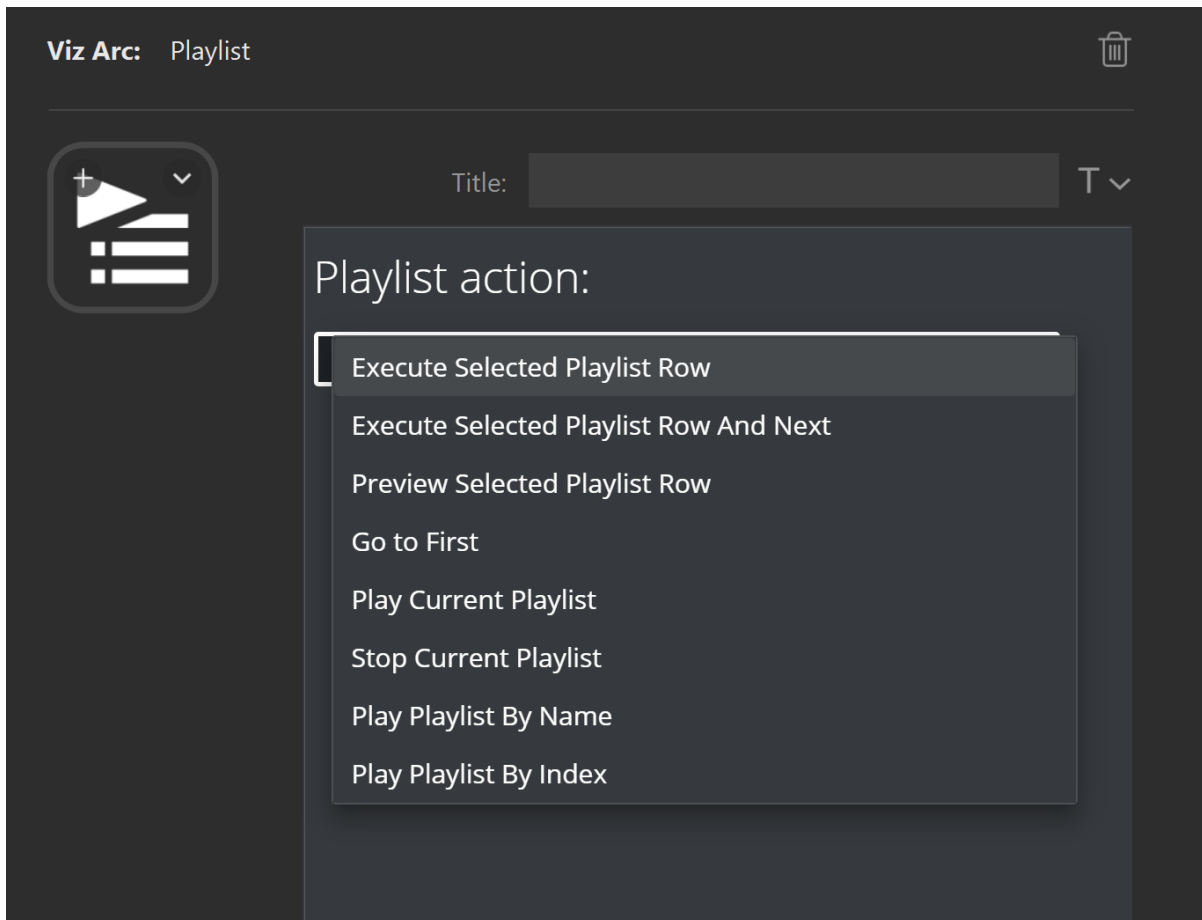 Viz Arc: Playlist
Title:
T
Playlist action:
Execute Selected Playlist Row
Execute Selected Playlist Row And Next
Preview Selected Playlist Row
Go to First
Play Current Playlist
Stop Current Playlist
Play Playlist By Name
Play Playlist By Index